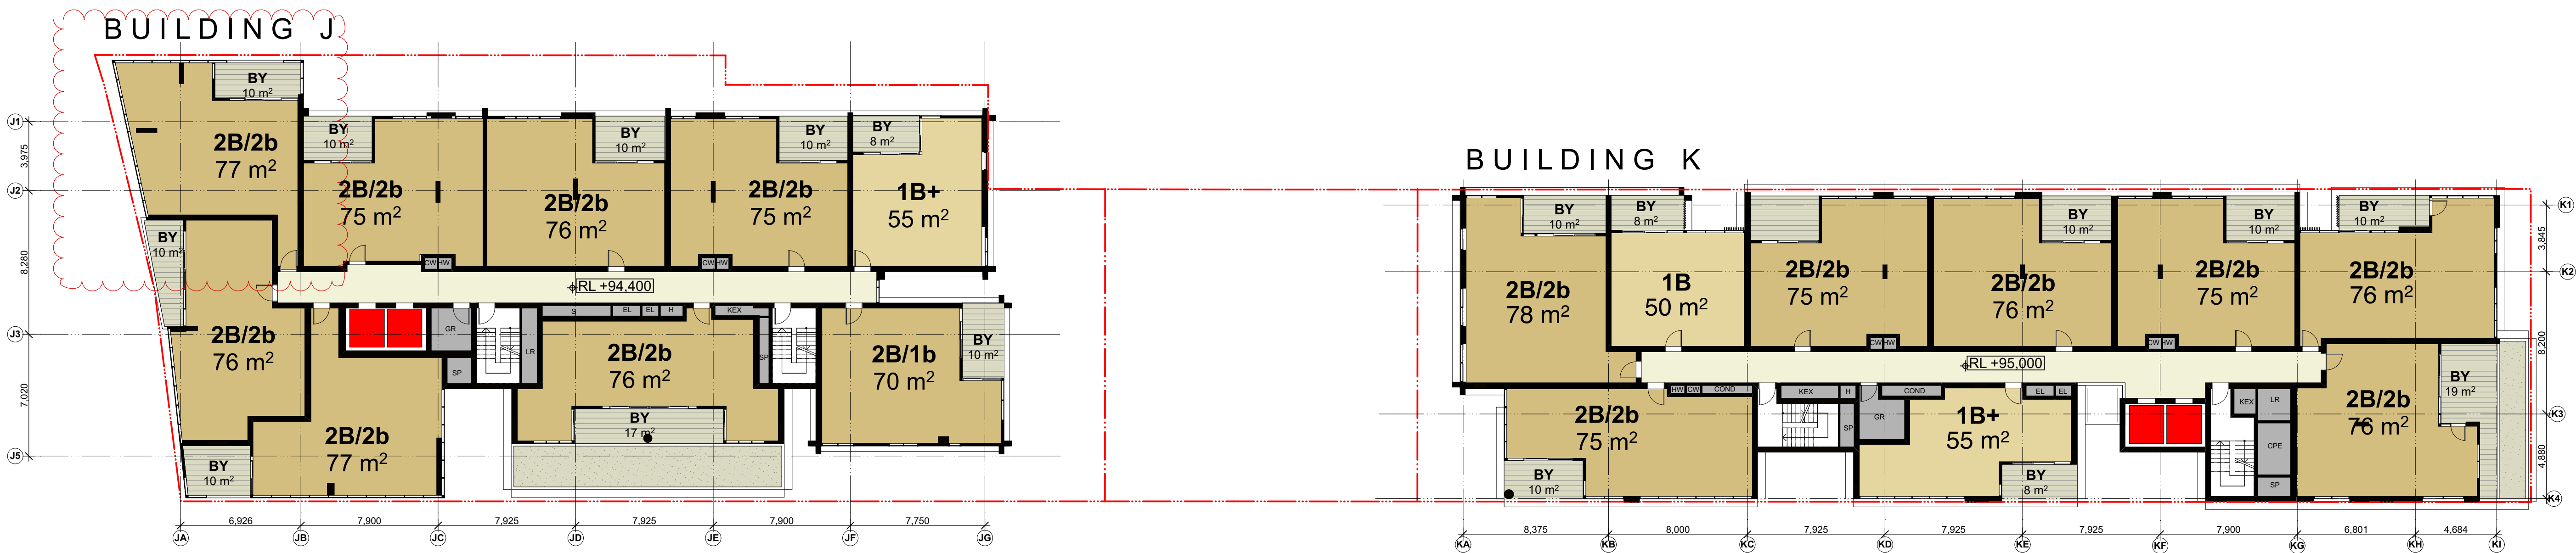 BUILDING J
BY
10 m²
2B/2b
77 m²
BY
10 m²
2B/2b
75 m²
2B/2b
76 m²
BY
10 m²
2B/2b
75 m²
BY
10 m²
BY
8 m²
1B+
55 m²
BY
10 m²
2B/2b
76 m²
CW HW
CW HW
RL +94,400
GR
SP
LR
S
EL
EL
H
KEX
SP
2B/2b
76 m²
BY
17 m²
2B/1b
70 m²
BY
10 m²
2B/2b
77 m²
BY
10 m²
J1
3,975
J2
8,280
J3
7,020
J5
6,926
7,900
7,925
7,925
7,900
7,750
JA
JB
JC
JD
JE
JF
JG
BUILDING K
BY
10 m²
2B/2b
78 m²
BY
8 m²
1B
50 m²
2B/2b
75 m²
2B/2b
76 m²
BY
10 m²
2B/2b
75 m²
BY
10 m²
BY
10 m²
2B/2b
76 m²
CW HW
CW HW
RL +95,000
HW
CW
COND
KEX
H
SP
GR
COND
EL
EL
KEX
LR
CPE
SP
2B/2b
75 m²
BY
10 m²
1B+
55 m²
BY
8 m²
2B/2b
76 m²
BY
19 m²
K1
3,845
K2
8,200
K3
4,880
K4
8,375
8,000
7,925
7,925
7,925
7,900
6,801
4,684
KA
KB
KC
KD
KE
KF
KG
KH
KI